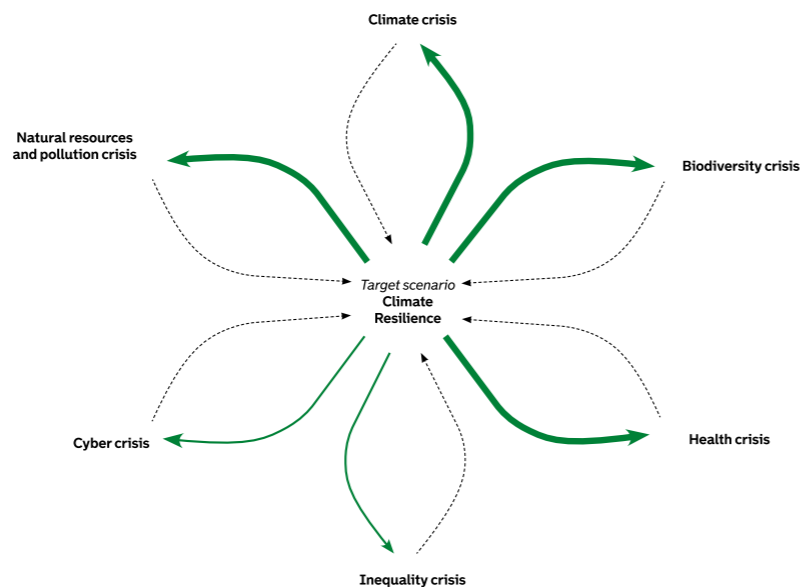 Climate crisis
Natural resources
and pollution crisis
Biodiversity crisis
Target scenario
Climate
Resilience
Cyber crisis
Health crisis
Inequality crisis